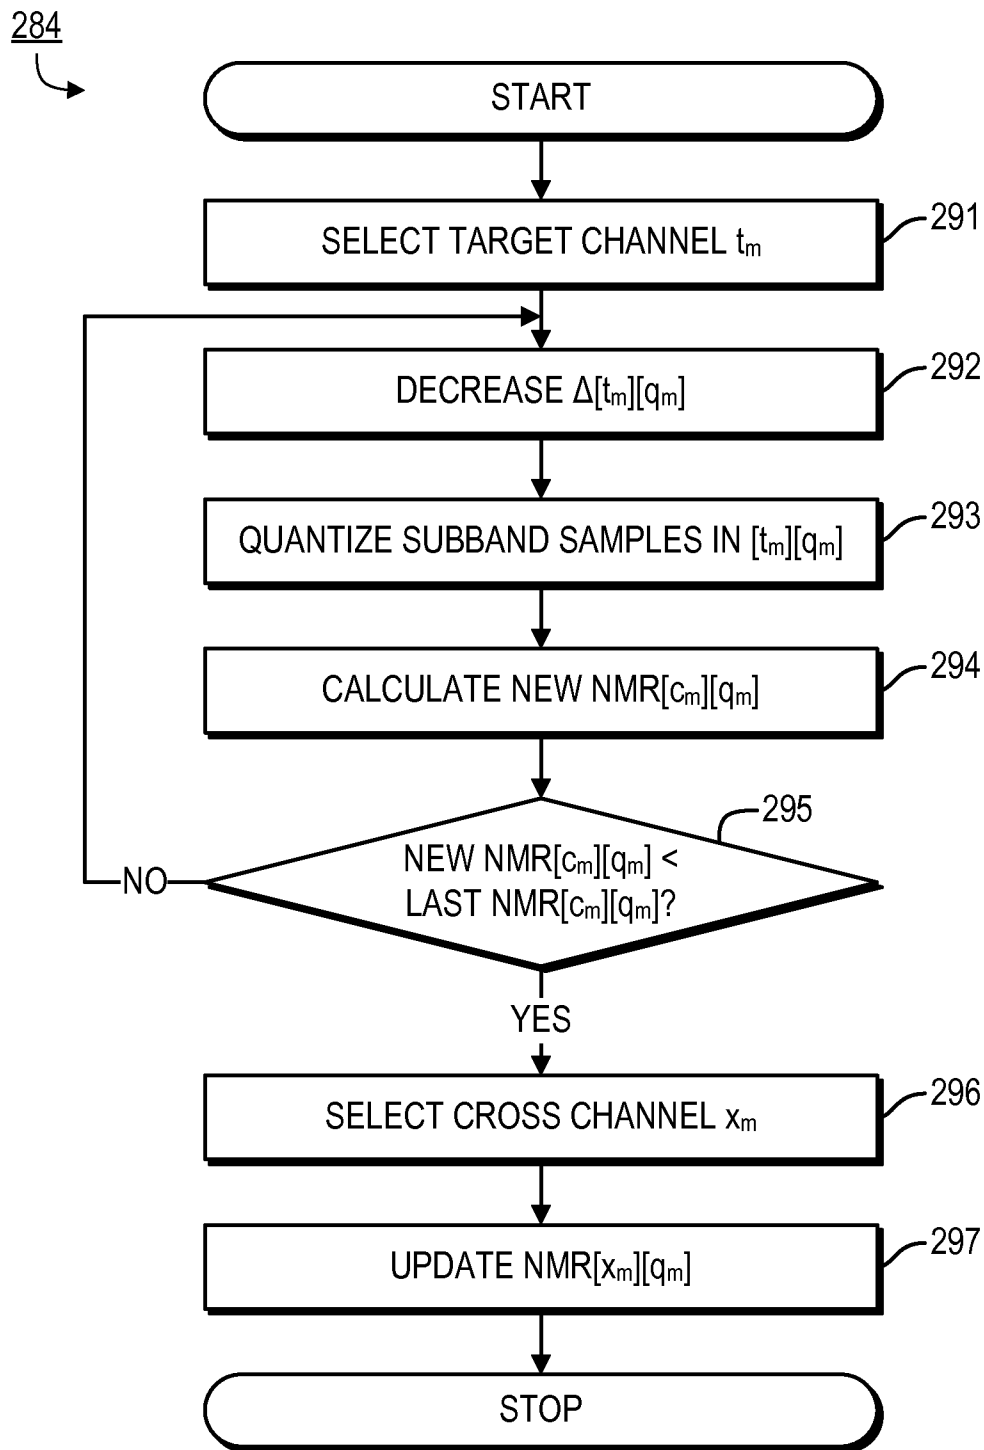 284
START
SELECT TARGET CHANNEL tₘ
291
DECREASE Δ[tₘ][qₘ]
292
QUANTIZE SUBBAND SAMPLES IN [tₘ][qₘ]
293
CALCULATE NEW NMR[cₘ][qₘ]
294
295
NEW NMR[cₘ][qₘ] <
LAST NMR[cₘ][qₘ]?
NO
YES
SELECT CROSS CHANNEL xₘ
296
UPDATE NMR[xₘ][qₘ]
297
STOP